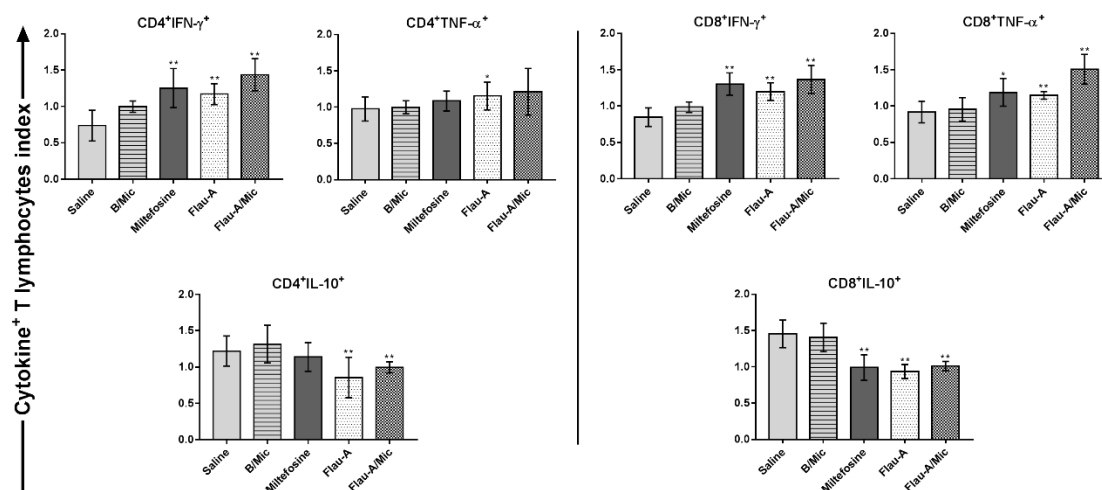 Cytokine⁺ T lymphocytes index
CD4⁺IFN-γ⁺
2.0
1.5
1.0
0.5
0.0
**
**
**
Saline
B/Mic
Miltefosine
Flau-A
Flau-A/Mic
CD4⁺TNF-α⁺
2.0
1.5
1.0
0.5
0.0
*
Saline
B/Mic
Miltefosine
Flau-A
Flau-A/Mic
CD8⁺IFN-γ⁺
2.0
1.5
1.0
0.5
0.0
**
**
**
Saline
B/Mic
Miltefosine
Flau-A
Flau-A/Mic
CD8⁺TNF-α⁺
2.0
1.5
1.0
0.5
0.0
*
**
**
Saline
B/Mic
Miltefosine
Flau-A
Flau-A/Mic
CD4⁺IL-10⁺
2.0
1.5
1.0
0.5
0.0
**
**
Saline
B/Mic
Miltefosine
Flau-A
Flau-A/Mic
CD8⁺IL-10⁺
2.0
1.5
1.0
0.5
0.0
**
**
**
Saline
B/Mic
Miltefosine
Flau-A
Flau-A/Mic